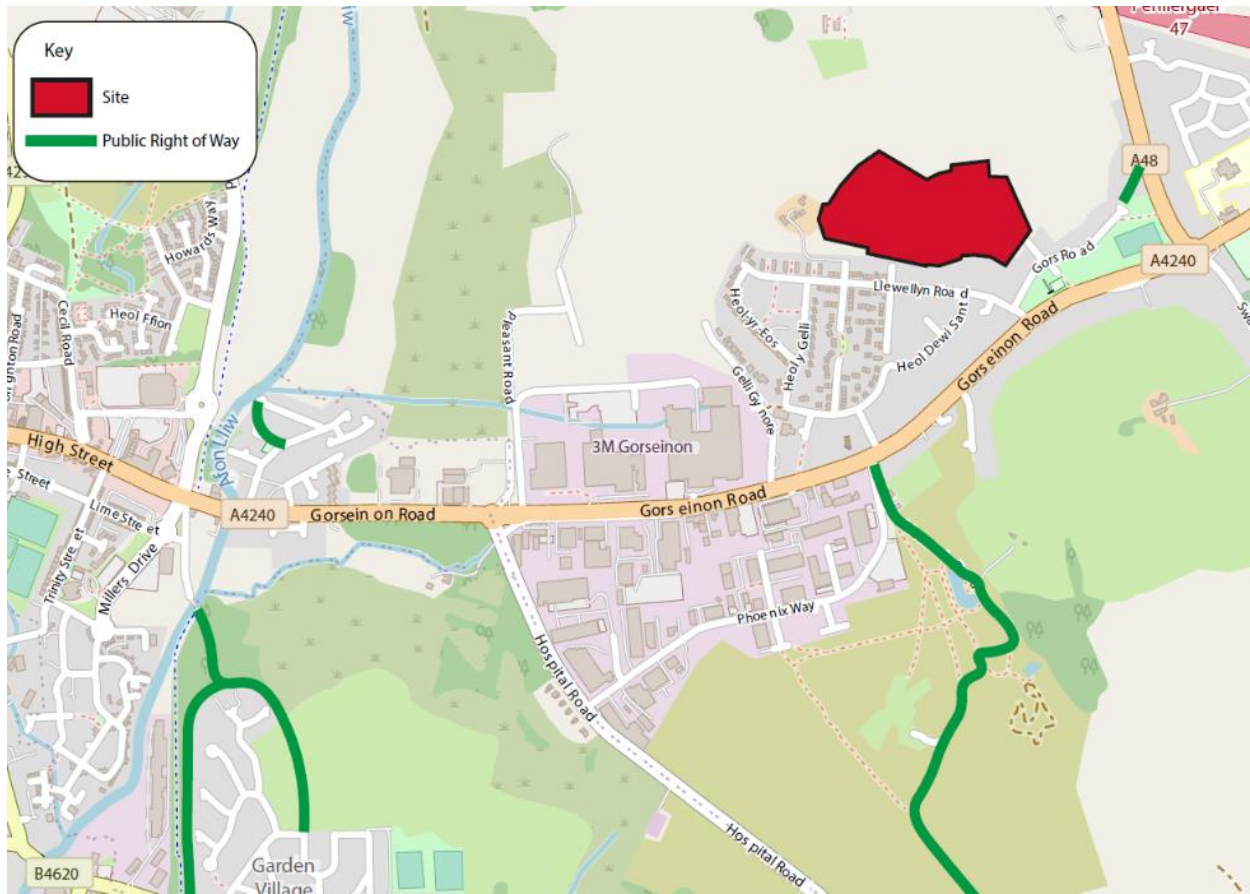 Key
Site
Public Right of Way
Penllergaer
47
A48
A4240
Howards Way
Heol Ffion
Cecil Road
High Street
Afon Lliw
Lime Street
Trinity Street
Millers Drive
A4240
Gorseinon Road
3M Gorseinon
Gorseinon Road
Gorseinon Road
Gors Road
Llewellyn Road
Heol Dewi Sant
Heol y Gelli
Heol-yr-Eos
Gelli Gynore
Phoenix Way
Hospital Road
Hospital Road
Garden
Village
B4620